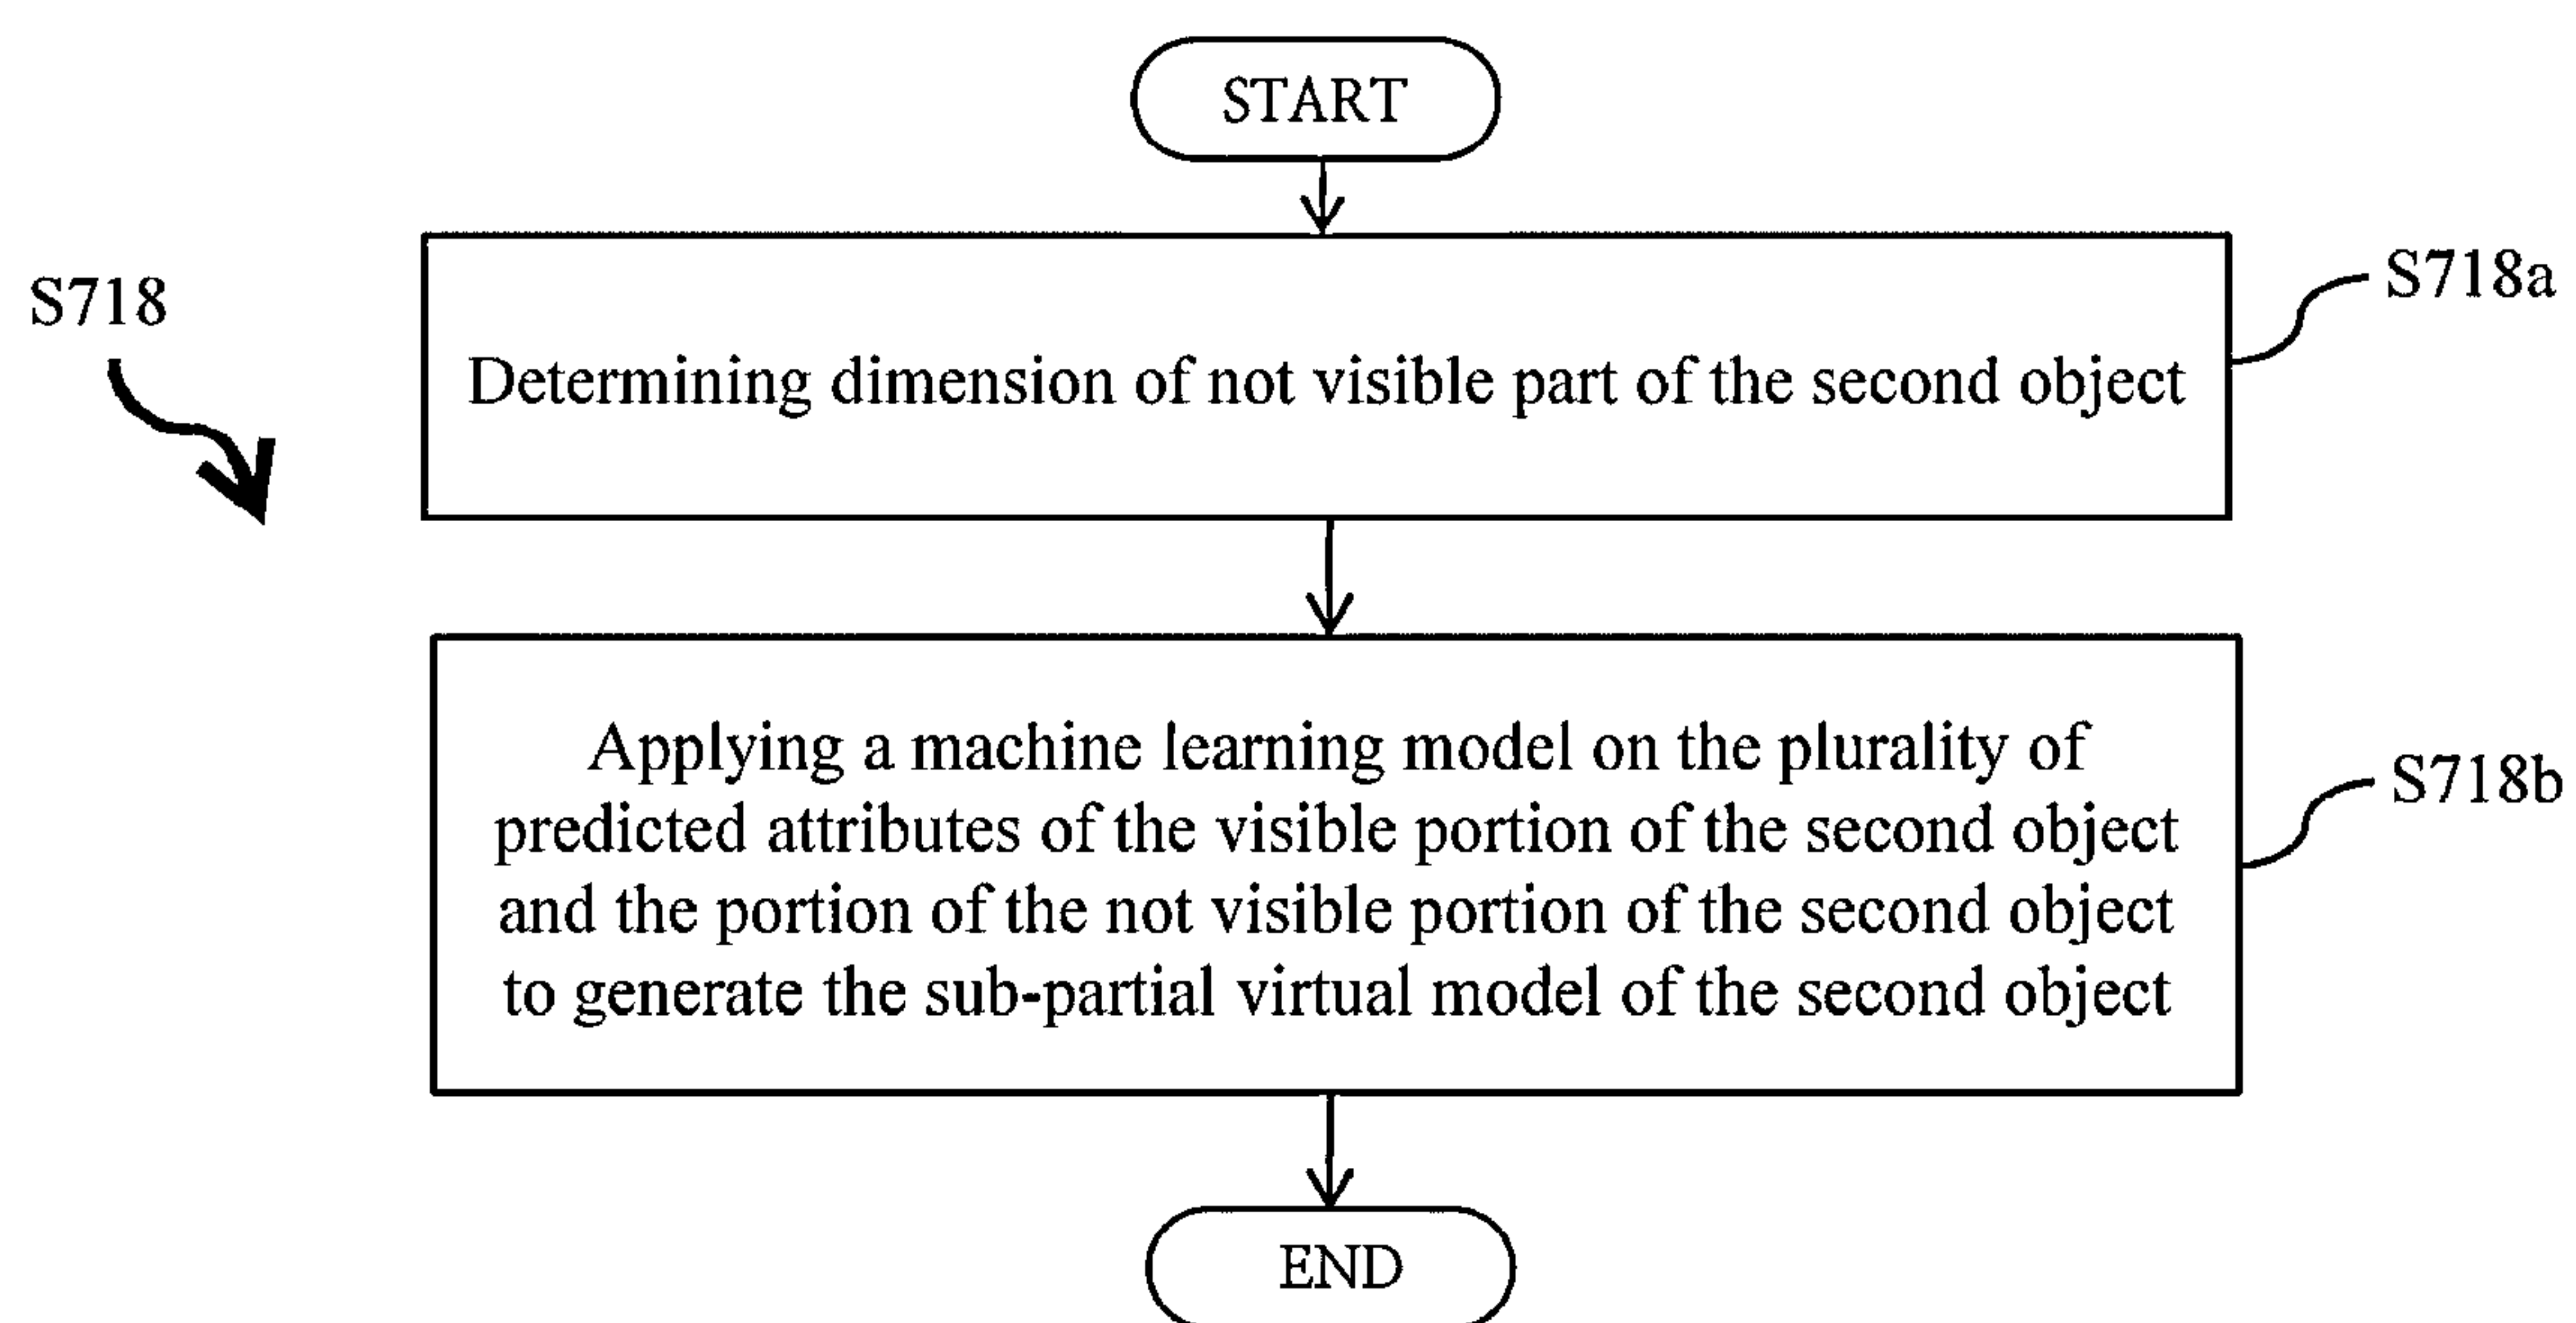 START
S718
S718a
Determining dimension of not visible part of the second object
Applying a machine learning model on the plurality of
predicted attributes of the visible portion of the second object
and the portion of the not visible portion of the second object
to generate the sub-partial virtual model of the second object
S718b
END